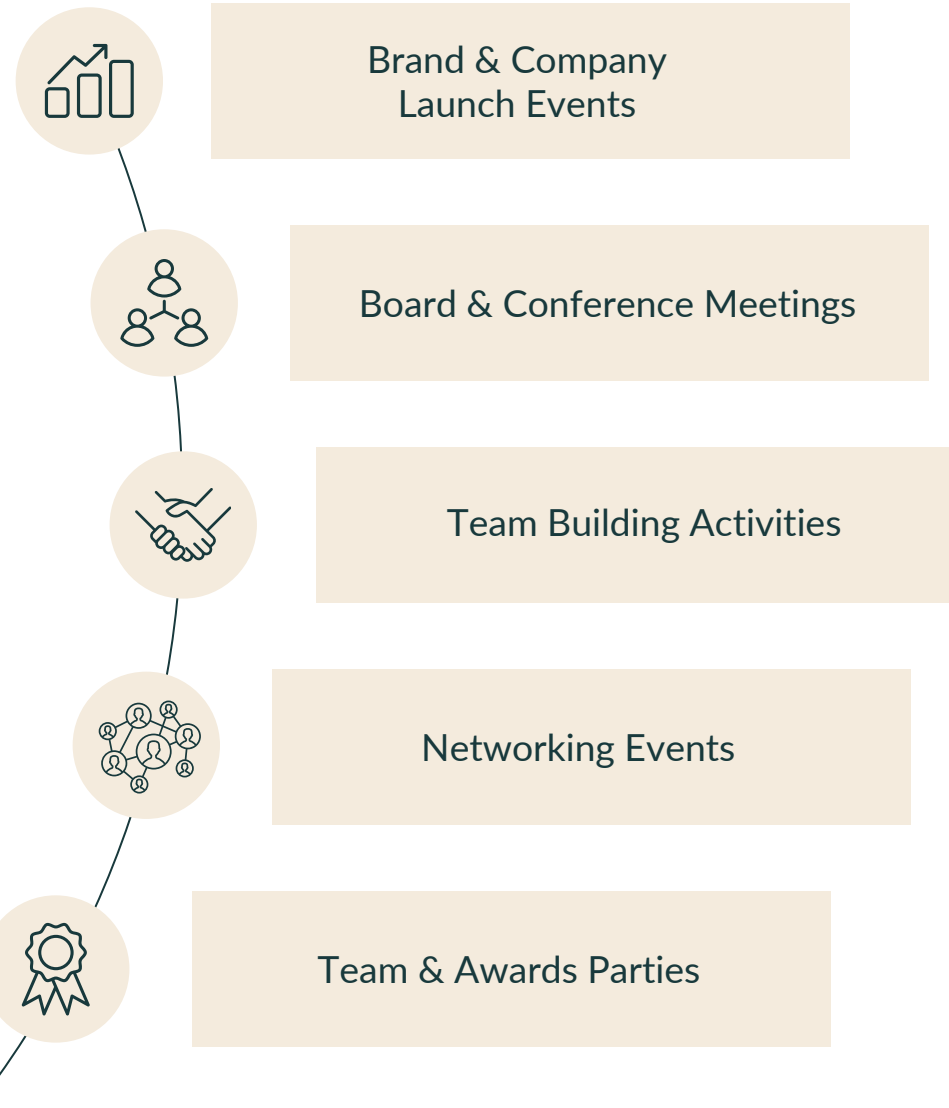 Brand & Company
Launch Events
Board & Conference Meetings
Team Building Activities
Networking Events
Team & Awards Parties